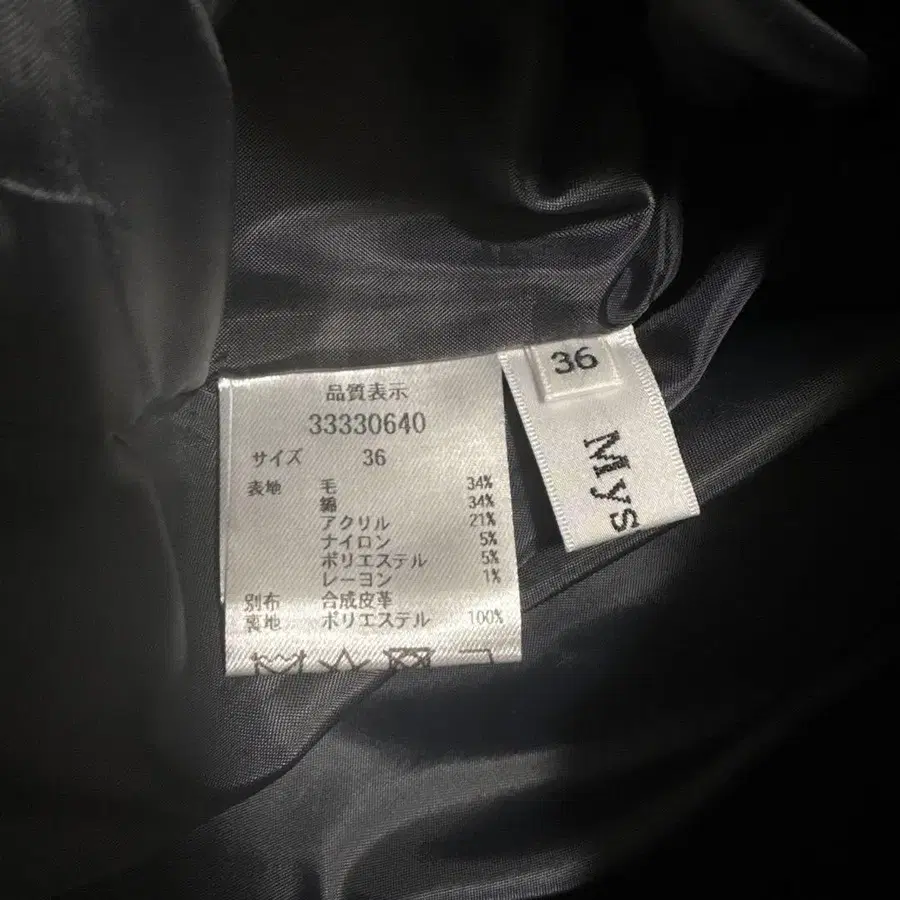 品質表示
33330640
サイズ 36
表地 毛 34%
綿 34%
アクリル 21%
ナイロン 5%
ポリエステル 5%
レーヨン 1%
別布 合成皮革
裏地 ポリエステル 100%
36
Mys